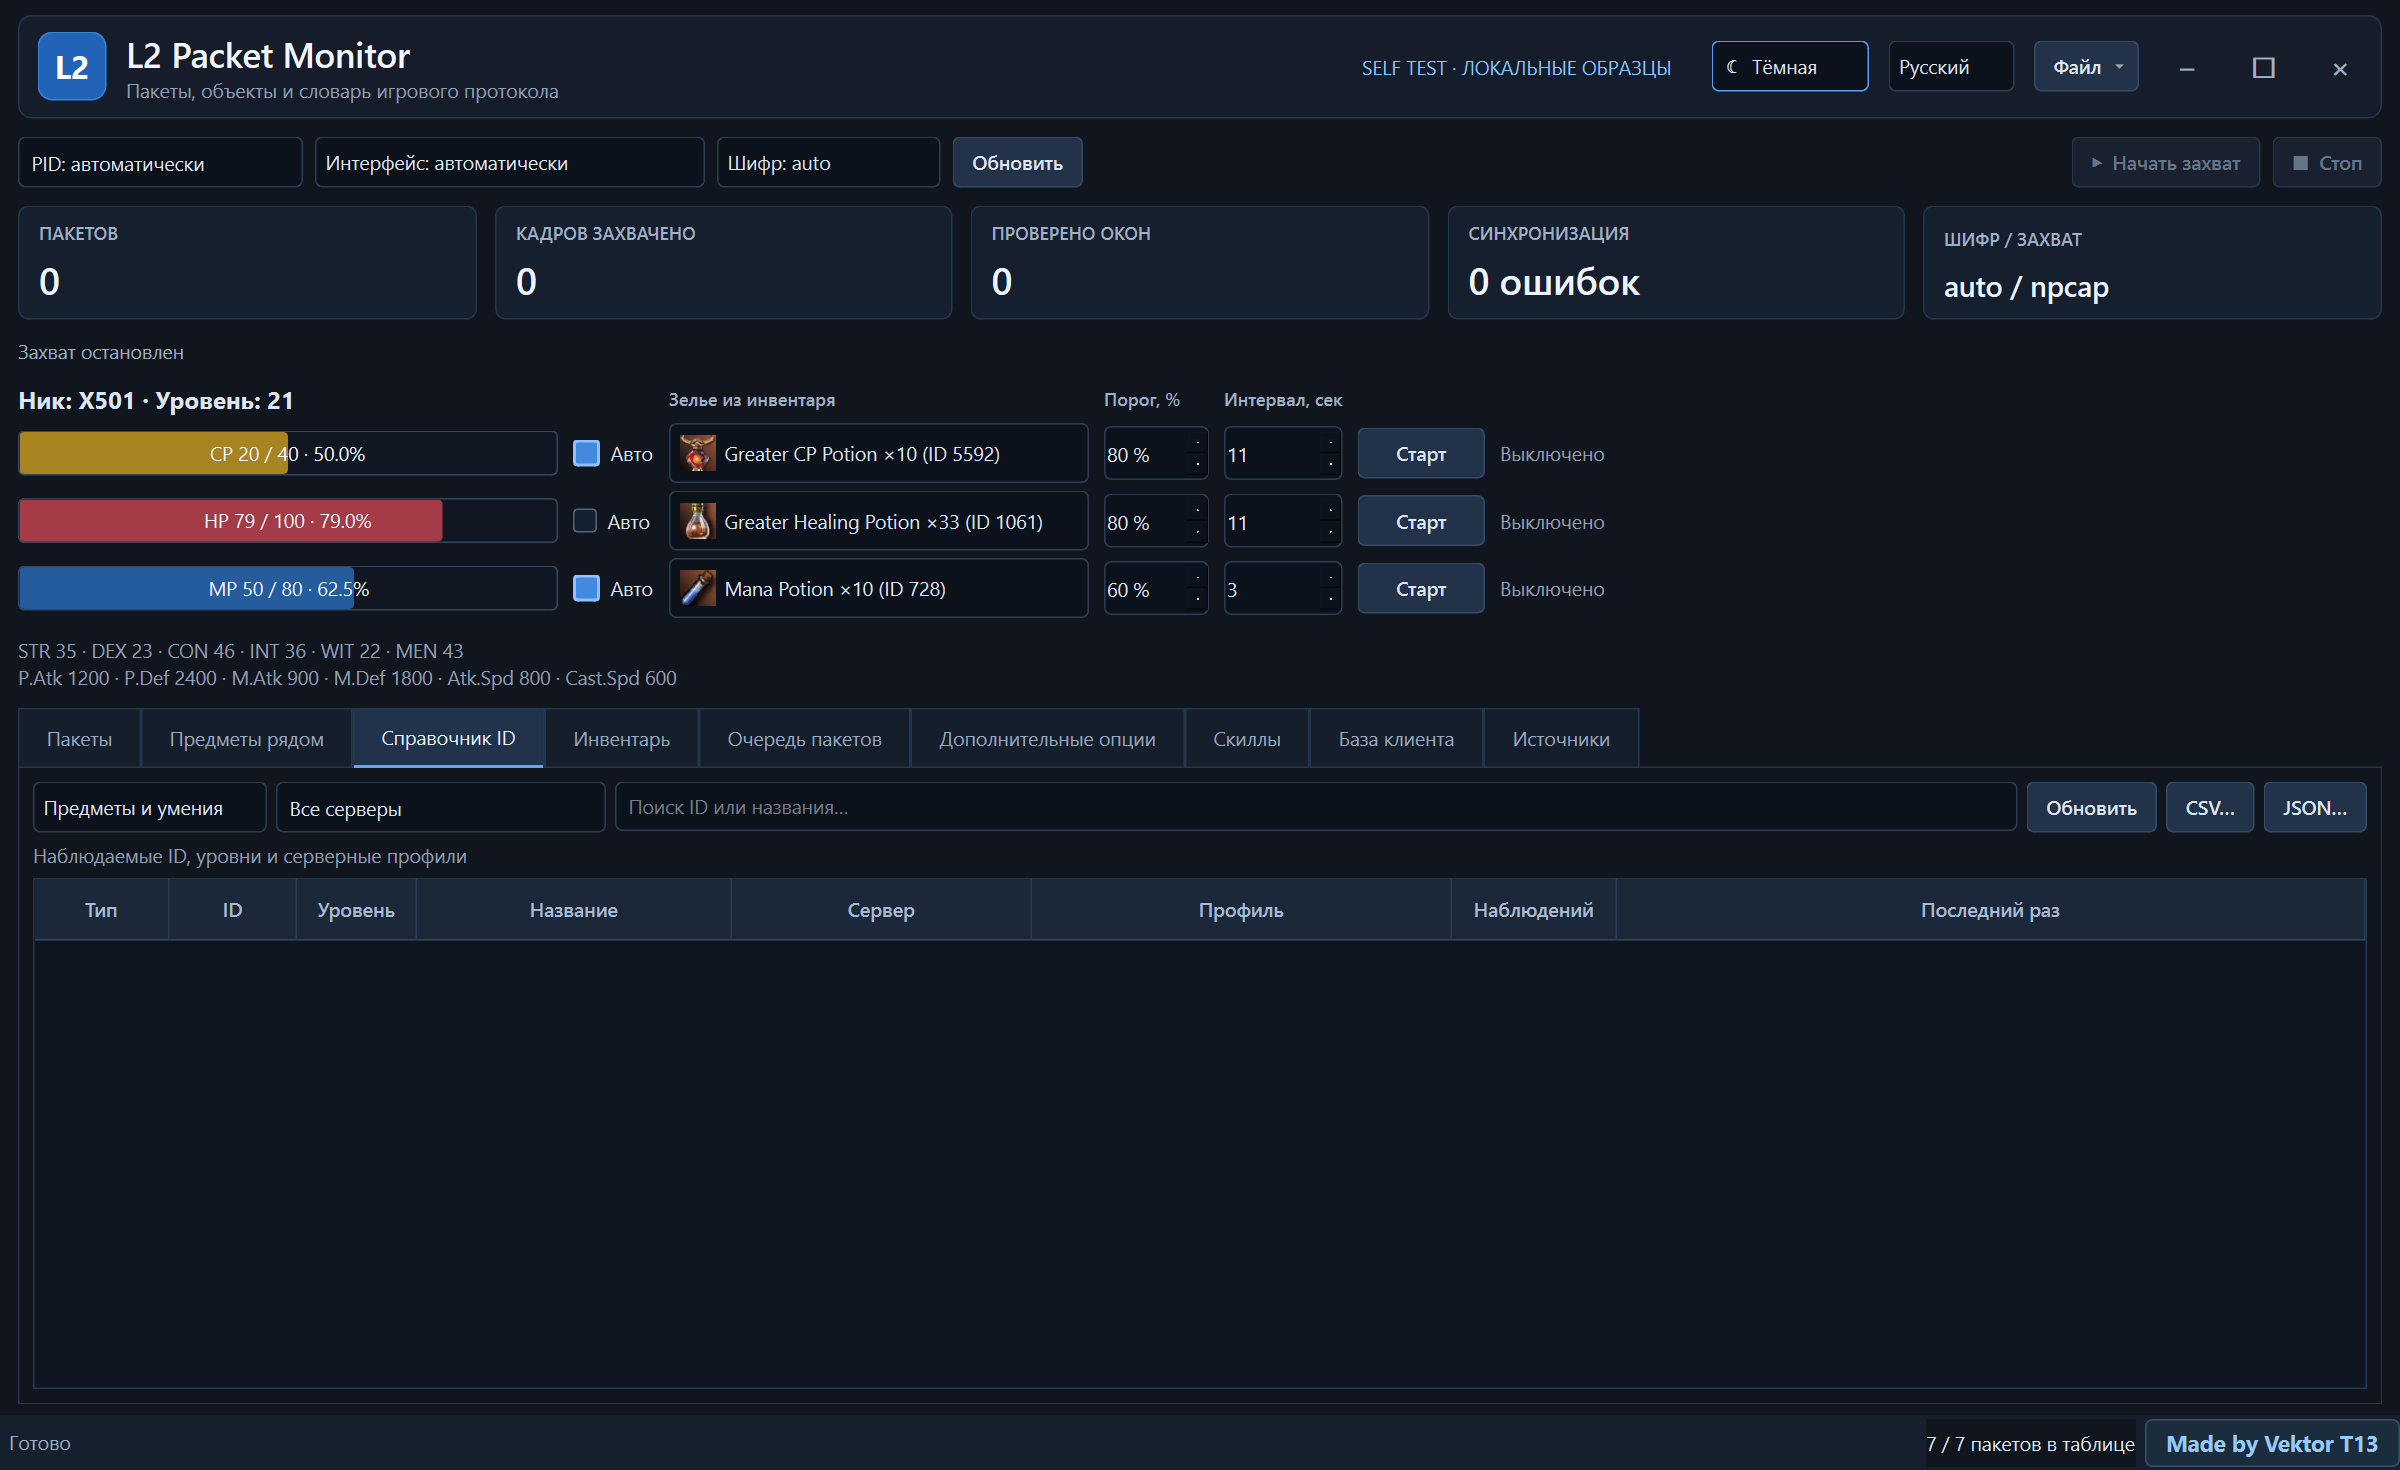 L2
L2 Packet Monitor
Пакеты, объекты и словарь игрового протокола
SELF TEST · ЛОКАЛЬНЫЕ ОБРАЗЦЫ
☾ Тёмная
Русский
Файл
PID: автоматически
Интерфейс: автоматически
Шифр: auto
Обновить
Начать захват
Стоп
ПАКЕТОВ
0
КАДРОВ ЗАХВАЧЕНО
0
ПРОВЕРЕНО ОКОН
0
СИНХРОНИЗАЦИЯ
0 ошибок
ШИФР / ЗАХВАТ
auto / npcap
Захват остановлен
Ник: X501 · Уровень: 21
Зелье из инвентаря
Порог, %
Интервал, сек
CP 20 / 40 · 50.0%
Авто
Greater CP Potion ×10 (ID 5592)
80 %
11
Старт
Выключено
HP 79 / 100 · 79.0%
Авто
Greater Healing Potion ×33 (ID 1061)
80 %
11
Старт
Выключено
MP 50 / 80 · 62.5%
Авто
Mana Potion ×10 (ID 728)
60 %
3
Старт
Выключено
STR 35 · DEX 23 · CON 46 · INT 36 · WIT 22 · MEN 43
P.Atk 1200 · P.Def 2400 · M.Atk 900 · M.Def 1800 · Atk.Spd 800 · Cast.Spd 600
Пакеты
Предметы рядом
Справочник ID
Инвентарь
Очередь пакетов
Дополнительные опции
Скиллы
База клиента
Источники
Предметы и умения
Все серверы
Поиск ID или названия...
Обновить
CSV...
JSON...
Наблюдаемые ID, уровни и серверные профили
Тип
ID
Уровень
Название
Сервер
Профиль
Наблюдений
Последний раз
Готово
7 / 7 пакетов в таблице
Made by Vektor T13